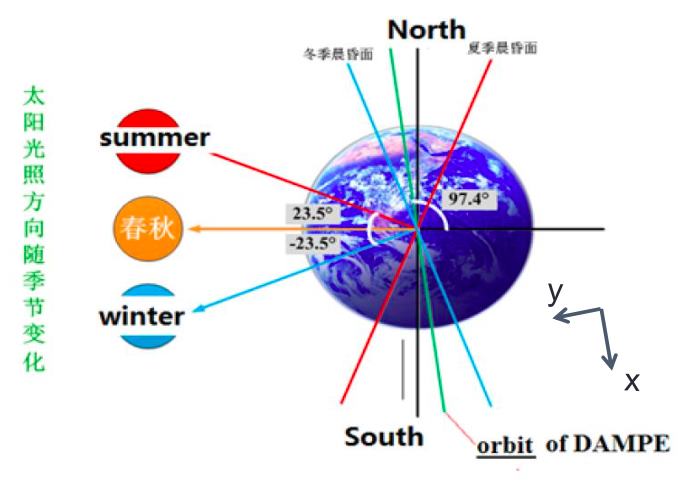 North
冬季晨昏面
夏季晨昏面
太阳光照方向随季节变化
summer
97.4°
23.5°
春秋
-23.5°
winter
y
x
South
orbit of DAMPE